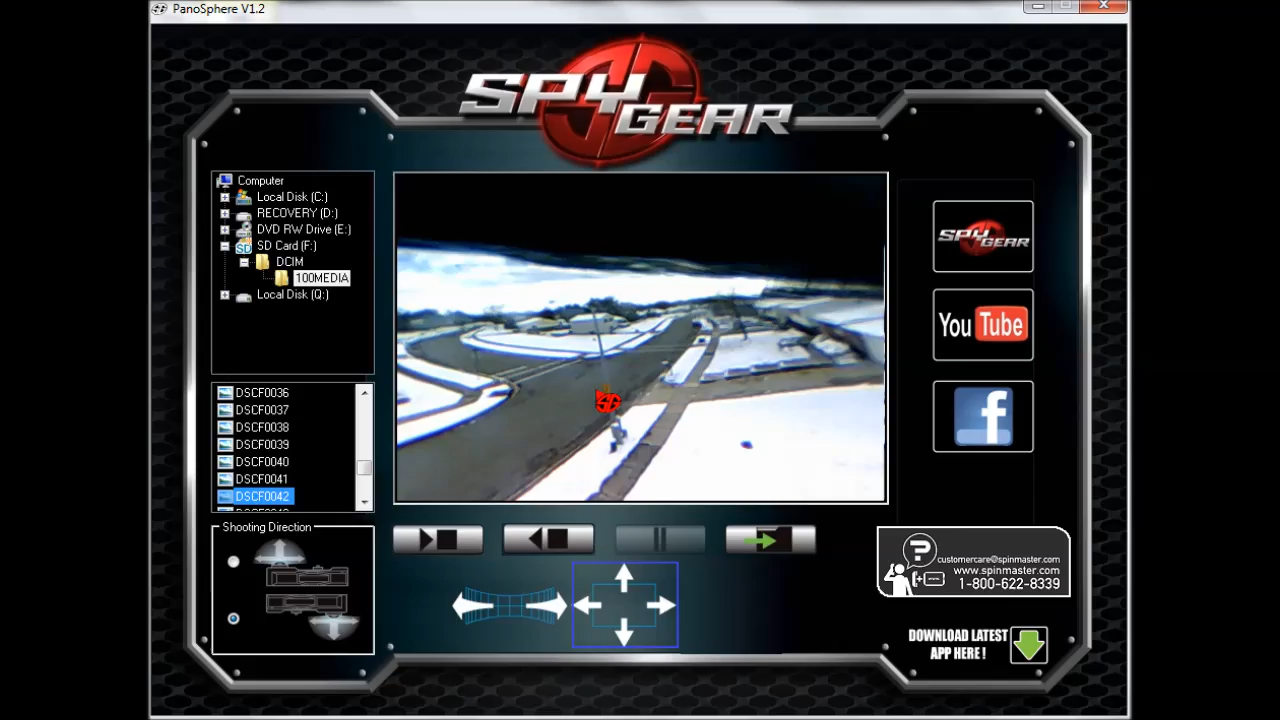 PanoSphere V1.2
SPY GEAR
Computer
Local Disk (C:)
RECOVERY (D:)
DVD RW Drive (E:)
SD Card (F:)
SD
DCIM
100MEDIA
Local Disk (Q:)
DSCF0036
DSCF0037
DSCF0038
DSCF0039
DSCF0040
DSCF0041
DSCF0042
Shooting Direction
SG
SPY GEAR
You Tube
f
?
customercare@spinmaster.com
www.spinmaster.com
1-800-622-8339
DOWNLOAD LATEST
APP HERE !